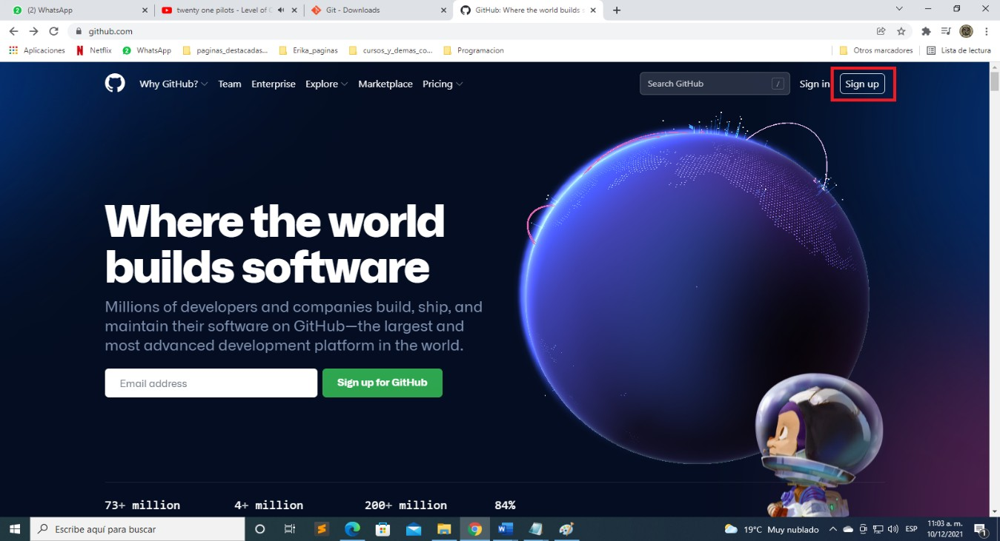 (2) WhatsApp
twenty one pilots - Level of C
Git - Downloads
GitHub: Where the world builds s
github.com
Aplicaciones Netflix WhatsApp paginas_destacadas... Erika_paginas cursos_y_demas_co... Programacion Otros marcadores Lista de lectura
Why GitHub? Team Enterprise Explore Marketplace Pricing Search GitHub / Sign in Sign up
Where the world
builds software
Millions of developers and companies build, ship, and
maintain their software on GitHub—the largest and
most advanced development platform in the world.
Email address Sign up for GitHub
73+ million 4+ million 200+ million 84%
Escribe aquí para buscar
19°C Muy nublado
ESP
11:03 a. m.
10/12/2021
1